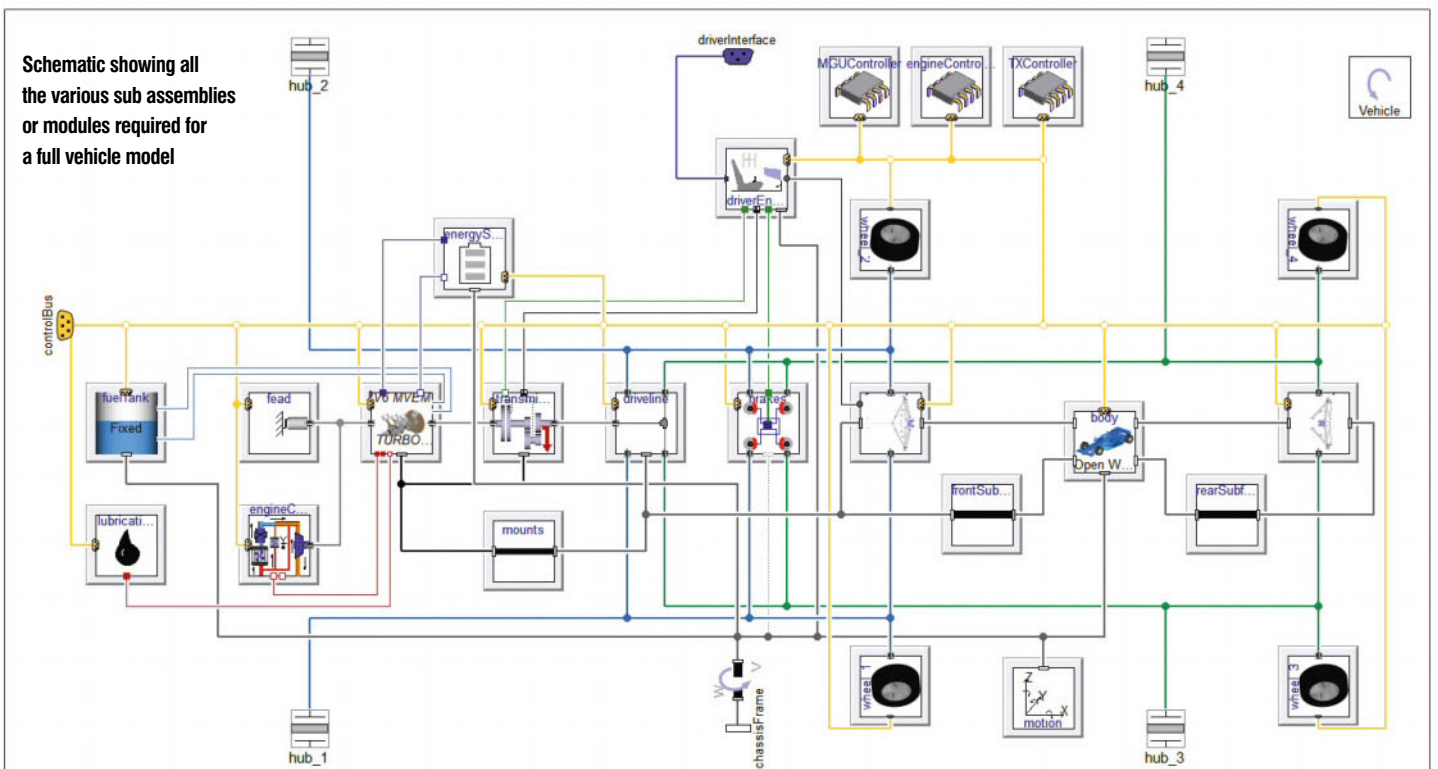 Schematic showing all
the various sub assemblies
or modules required for
a full vehicle model
hub_2
driverInterface
MGUController
engineContro...
TXController
hub_4
Vehicle
driverEn...
wheel_2
wheel_4
energyS...
controlBus
fuelTank
Fixed
fead
V6 MVEM
TURBO...
transmi...
driveline
brakes
body
Open W...
lubricati...
engineC...
mounts
frontSub...
rearSubf...
W
V
chassisFrame
wheel_1
Z
Y
X
motion
wheel_3
hub_1
hub_3